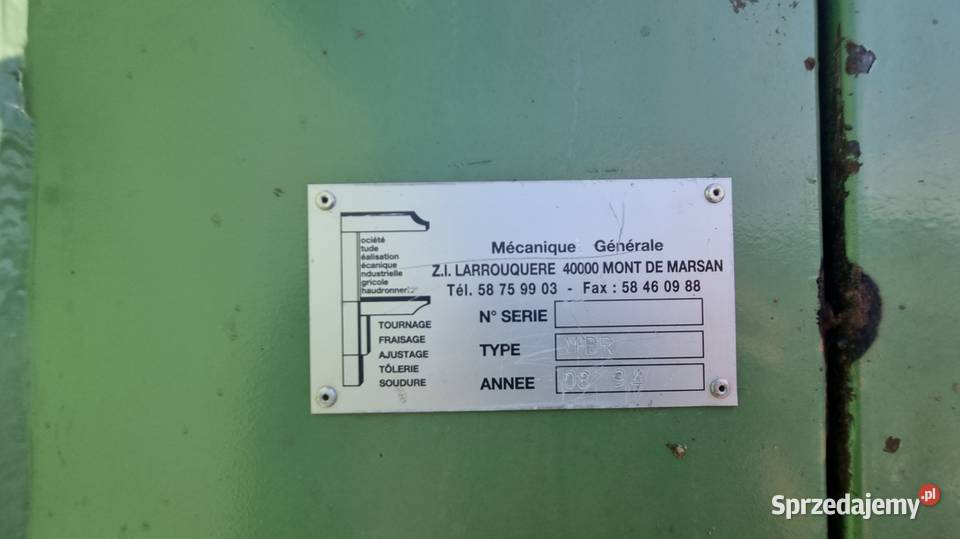 ociété
tude
éalisation
écanique
ndustrielle
gricole
haudronnerie
TOURNAGE
FRAISAGE
AJUSTAGE
TÔLERIE
SOUDURE
Mécanique Générale
Z.I. LARROUQUERE 40000 MONT DE MARSAN
Tél. 58 75 99 03 - Fax : 58 46 09 88
N° SERIE
TYPE
ANNEE 08
Sprzedajemy.pl